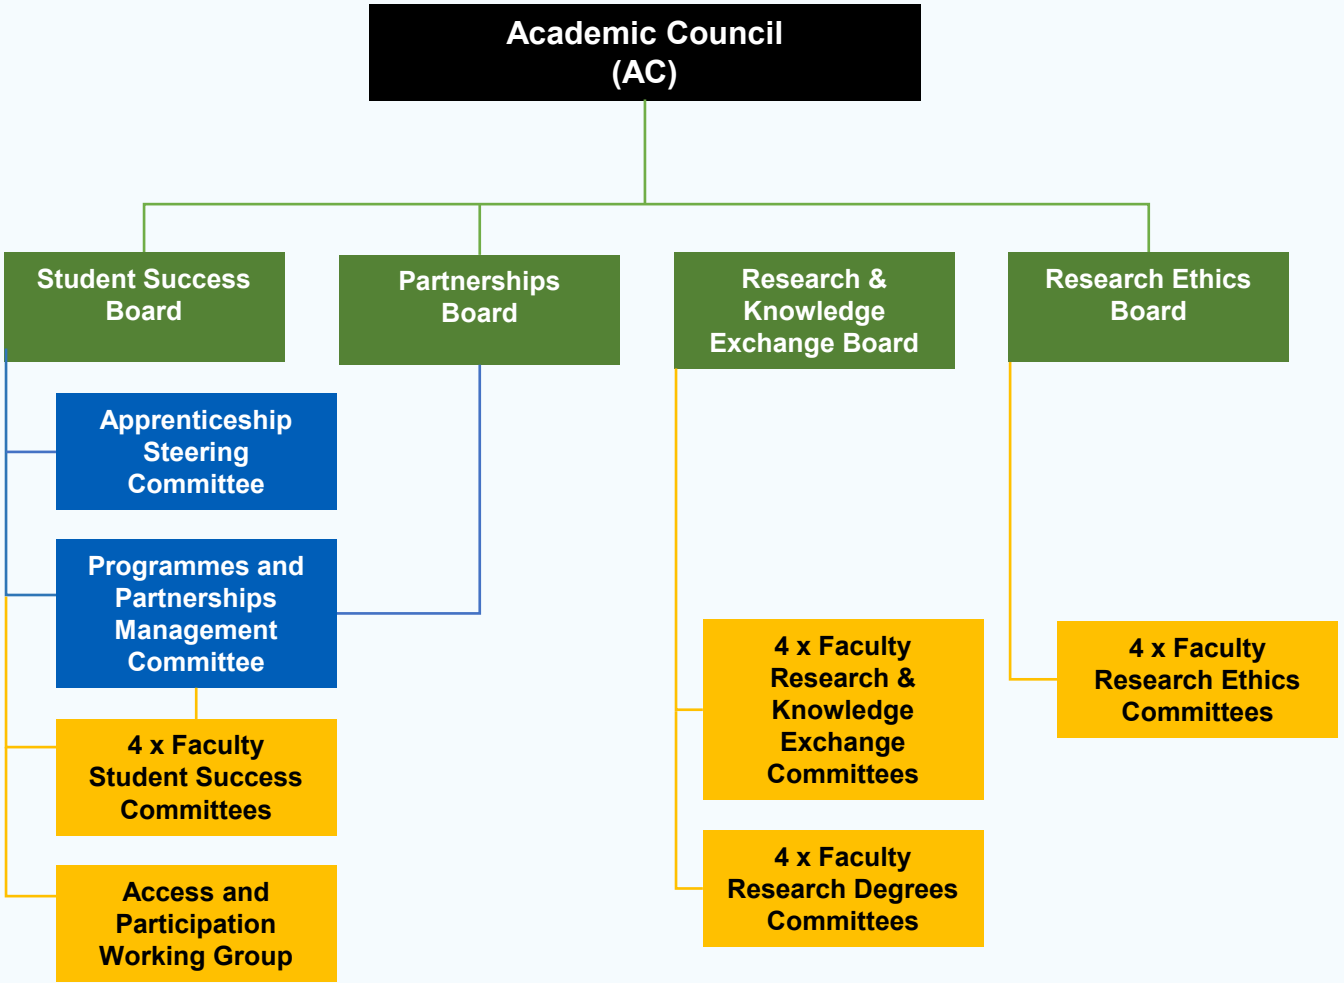 Academic Council
(AC)
Student Success
Board
Partnerships
Board
Research &
Knowledge
Exchange Board
Research Ethics
Board
Apprenticeship
Steering
Committee
Programmes and
Partnerships
Management
Committee
4 x Faculty
Student Success
Committees
Access and
Participation
Working Group
4 x Faculty
Research &
Knowledge
Exchange
Committees
4 x Faculty
Research Degrees
Committees
4 x Faculty
Research Ethics
Committees